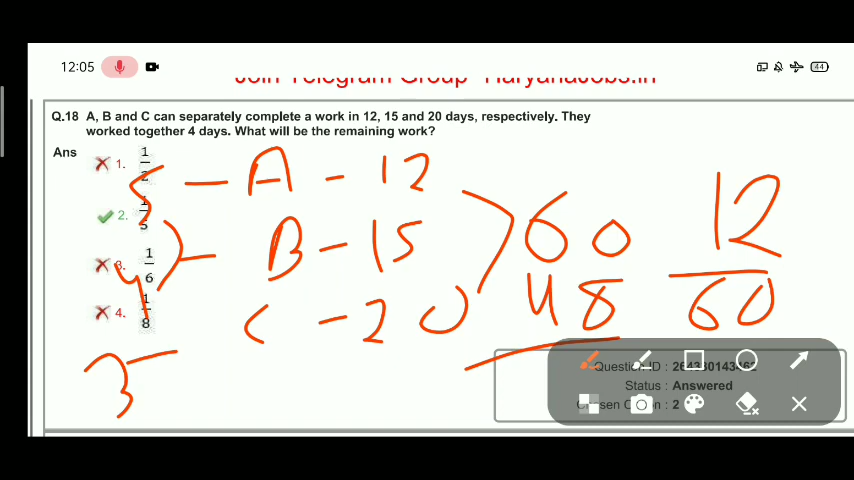 12:05
44
Join Telegram Group HaryanaJobs.in
Q.18 A, B and C can separately complete a work in 12, 15 and 20 days, respectively. They
worked together 4 days. What will be the remaining work?
Ans
1. 1/2
2. 1/5
3. 1/6
4. 1/8
5 - A - 12
4 - B - 15
3 - C - 20
60
48
12/60
Question ID :
Status : Answered
Chosen Option : 2